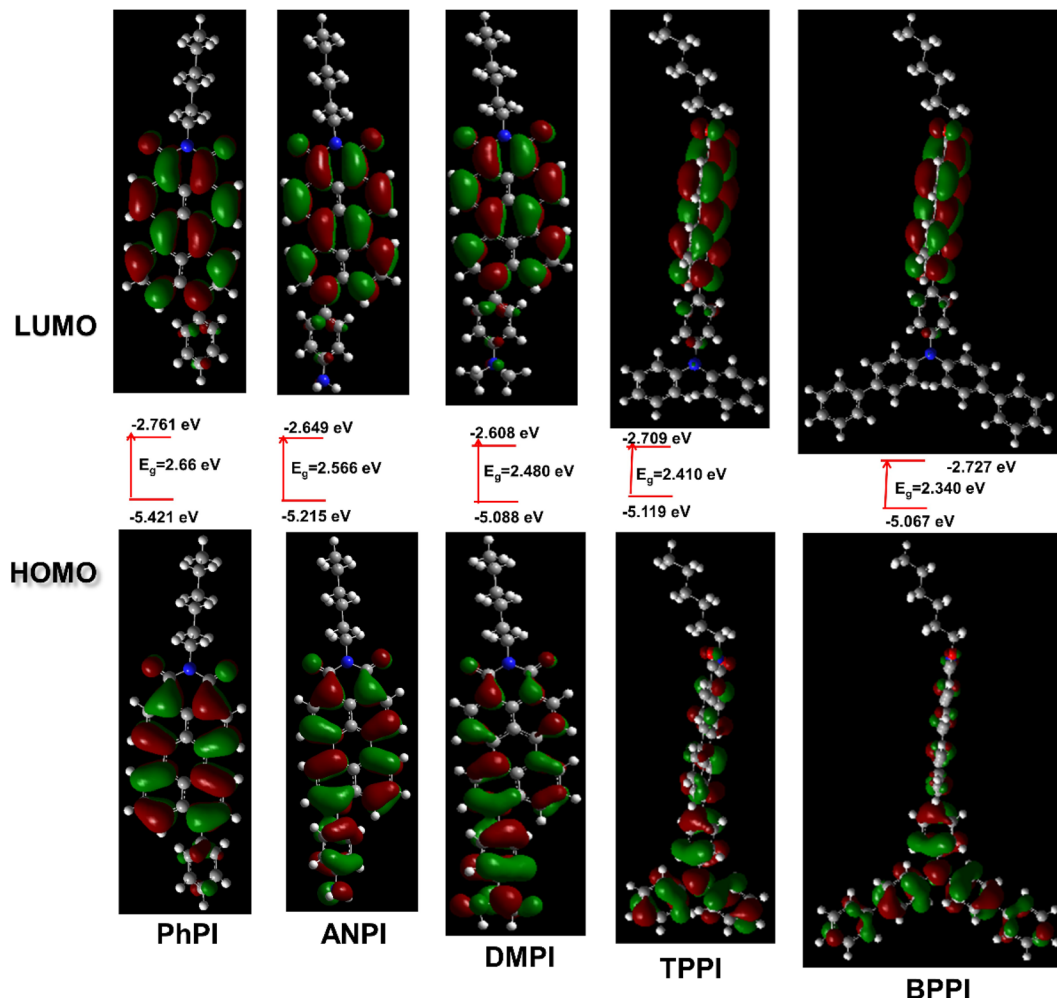 LUMO
-2.761 eV
-2.649 eV
-2.608 eV
-2.709 eV
-2.727 eV
Eg=2.66 eV
Eg=2.566 eV
Eg=2.480 eV
Eg=2.410 eV
Eg=2.340 eV
-5.421 eV
-5.215 eV
-5.088 eV
-5.119 eV
-5.067 eV
HOMO
PhPI
ANPI
DMPI
TPPI
BPPI